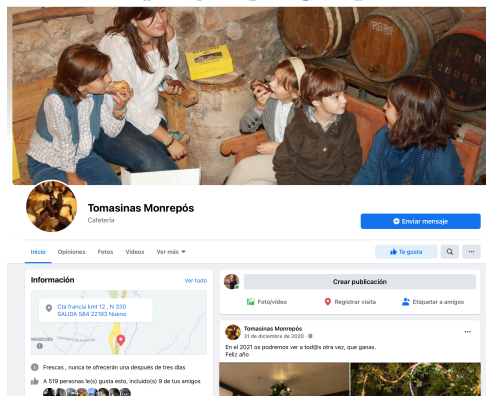 Tomasinas Monrepós
Cafetería
Enviar mensaje
Inicio
Opiniones
Fotos
Vídeos
Ver más
Te gusta
Información
Ver todo
Cta francia kmt 12 , N 330
SALIDA 584 22193 Nueno
Frescas , nunca te ofrecerán una después de tres días
A 519 personas le(s) gusta esto, incluido(s) 9 de tus amigos
Crear publicación
Foto/vídeo
Registrar visita
Etiquetar a amigos
Tomasinas Monrepós
31 de diciembre de 2020
En el 2021 os podremos ver a tod@s otra vez, que ganas.
Feliz año